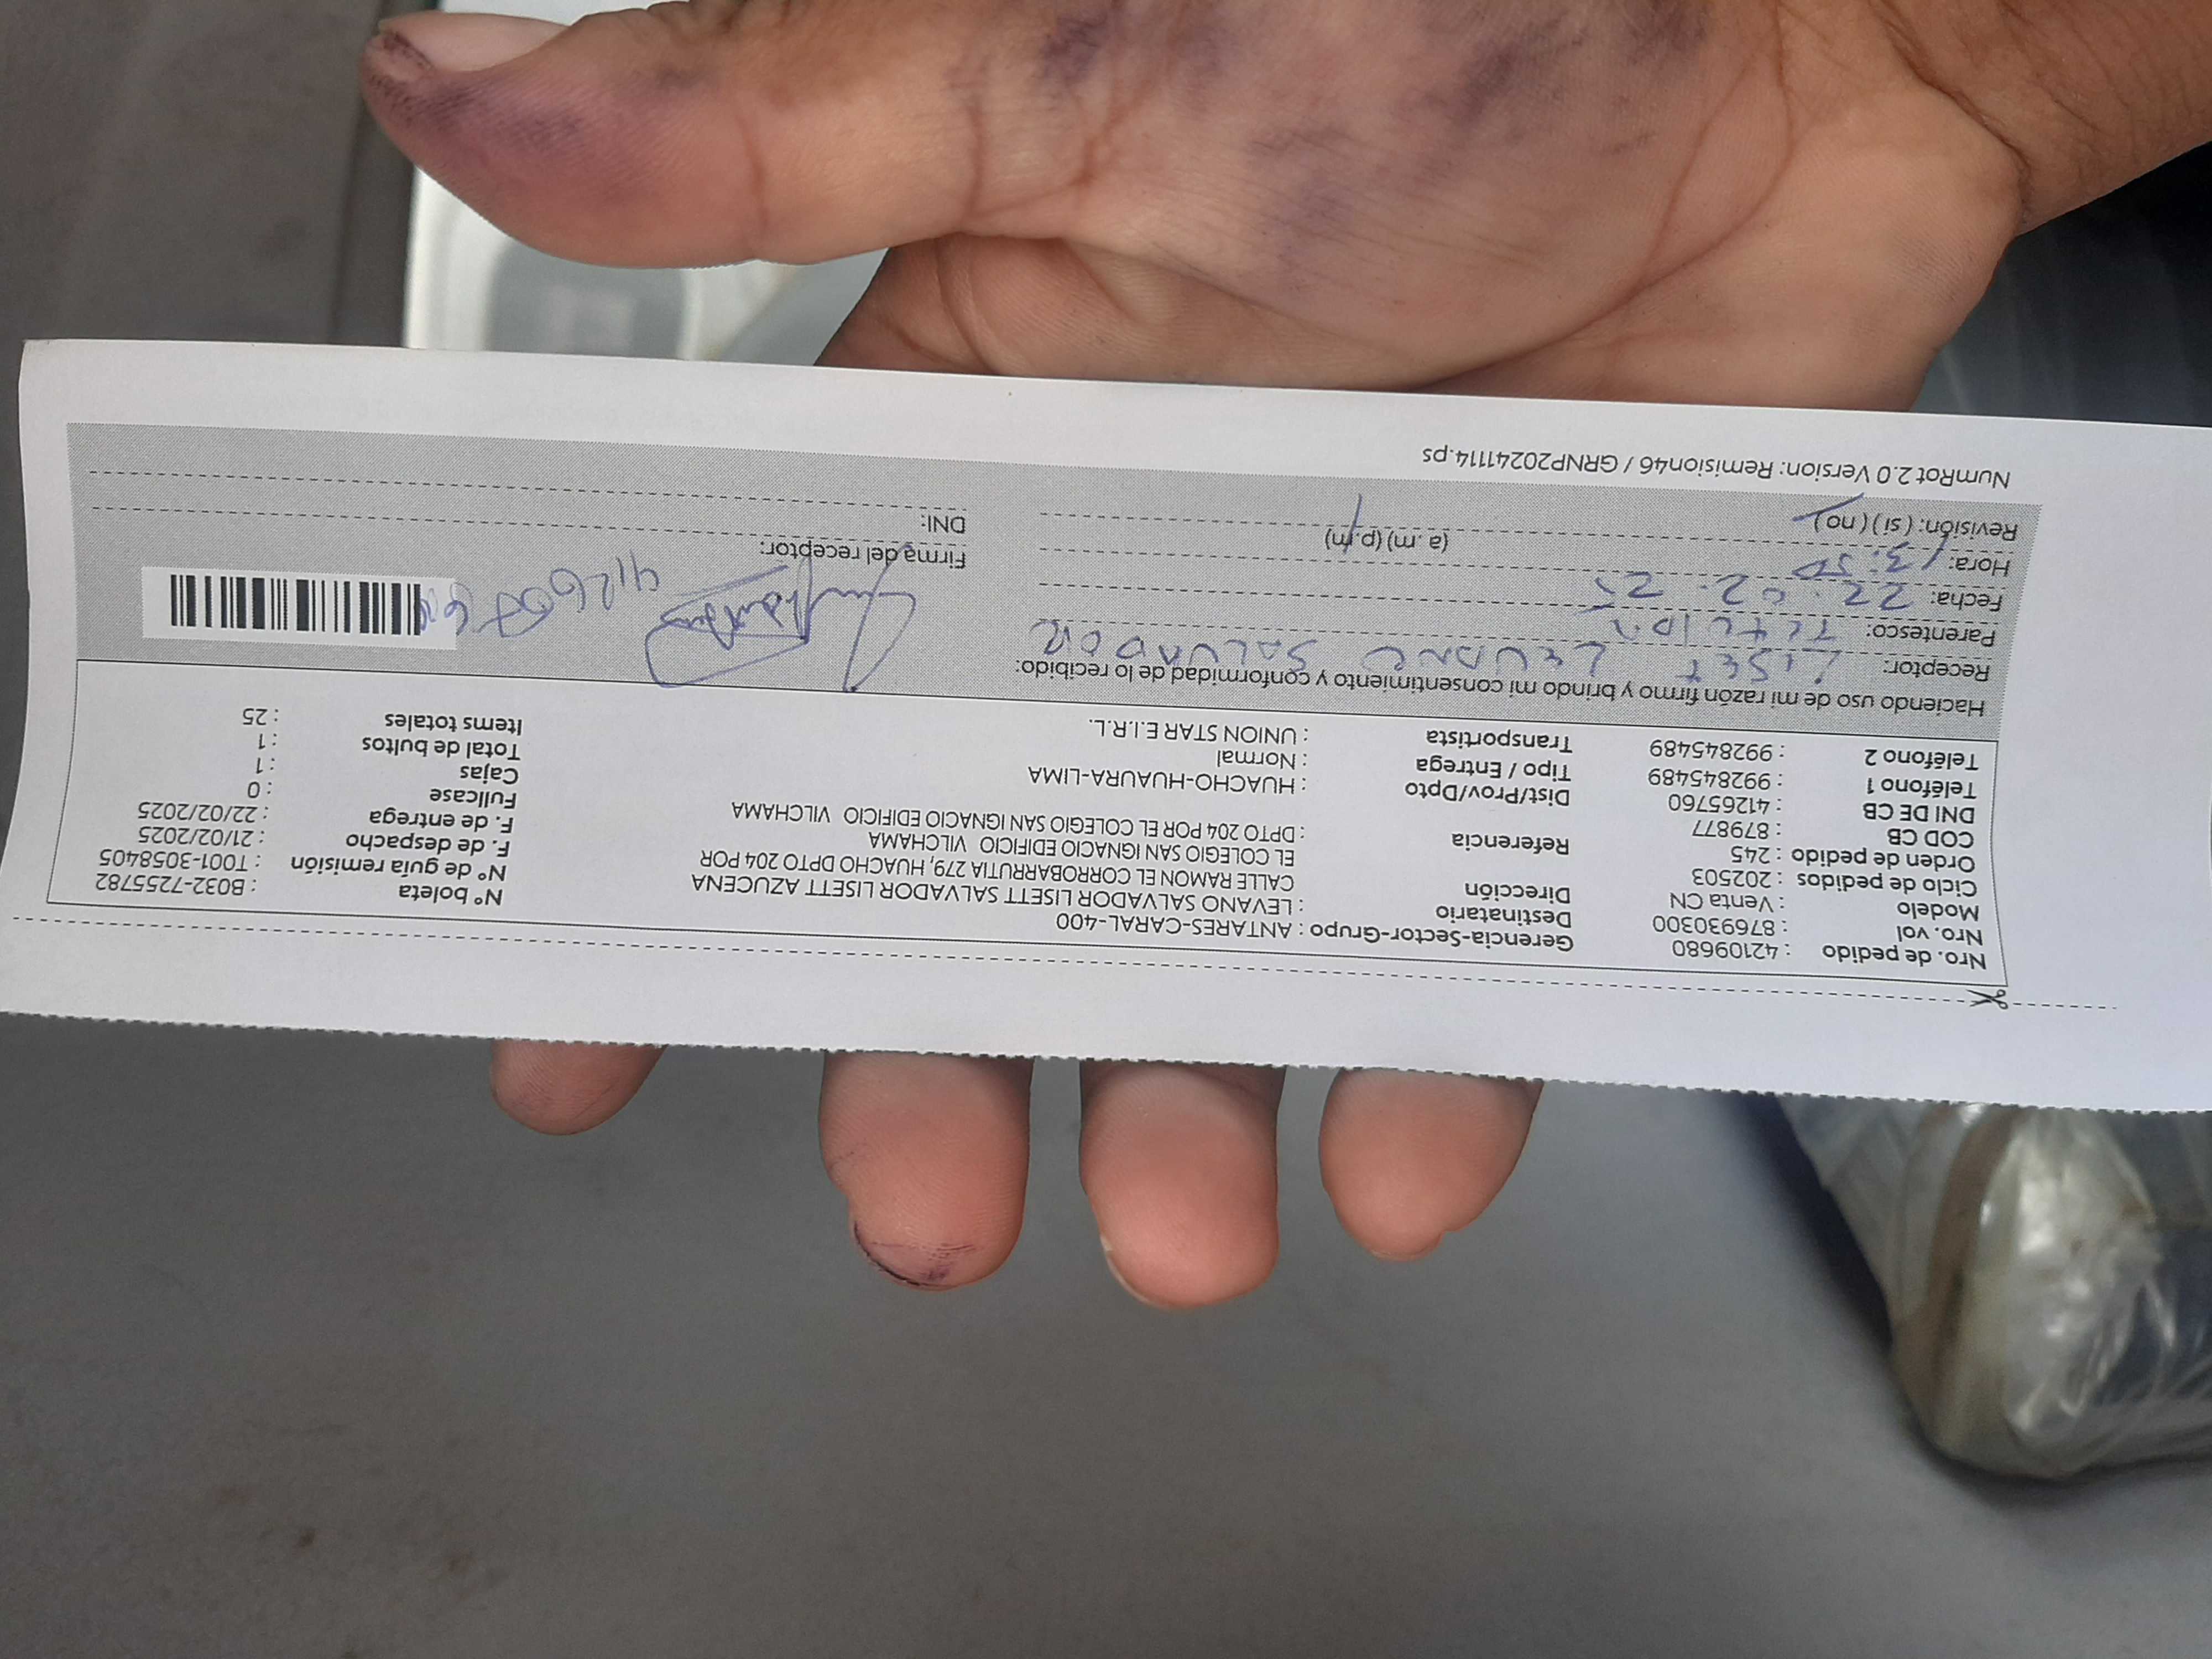 Nro. de pedido : 42109680
Nro. vol : 876930300
Modelo : Venta CN
Ciclo de pedidos : 202503
Orden de pedido : 245
COD CB : 879877
DNI DE CB : 41265760
Teléfono 1 : 992845489
Teléfono 2 : 992845489
Gerencia-Sector-Grupo : ANTARES-CARAL-400
Destinatario : LEVANO SALVADOR LISETT SALVADOR LISETT AZUCENA
Dirección CALLE RAMON EL CORROBARRUTIA 279, HUACHO DPTO 204 POR
EL COLEGIO SAN IGNACIO EDIFICIO VILCHAMA
Referencia : DPTO 204 POR EL COLEGIO SAN IGNACIO EDIFICIO VILCHAMA
Dist/Prov/Dpto : HUACHO-HUAURA-LIMA
Tipo / Entrega : Normal
Transportista : UNION STAR E.I.R.L.
N° boleta : B032-7255782
N° de guía remisión : T001-3058405
F. de despacho : 21/02/2025
F. de entrega : 22/02/2025
Fullcase : 0
Cajas : 1
Total de bultos : 1
Items totales : 25
Haciendo uso de mi razón firmo y brindo mi consentimiento y conformidad de lo recibido:
Receptor: LISET LEVANO SALVADOR
Parentesco:
Fecha: 22.02.25
Hora: 3:50 (a. m) (p. m)
Revisión: (si) (no)
Firma del receptor:
DNI:
NumRot 2.0 Version: Remision46 / GRNP20241114.ps